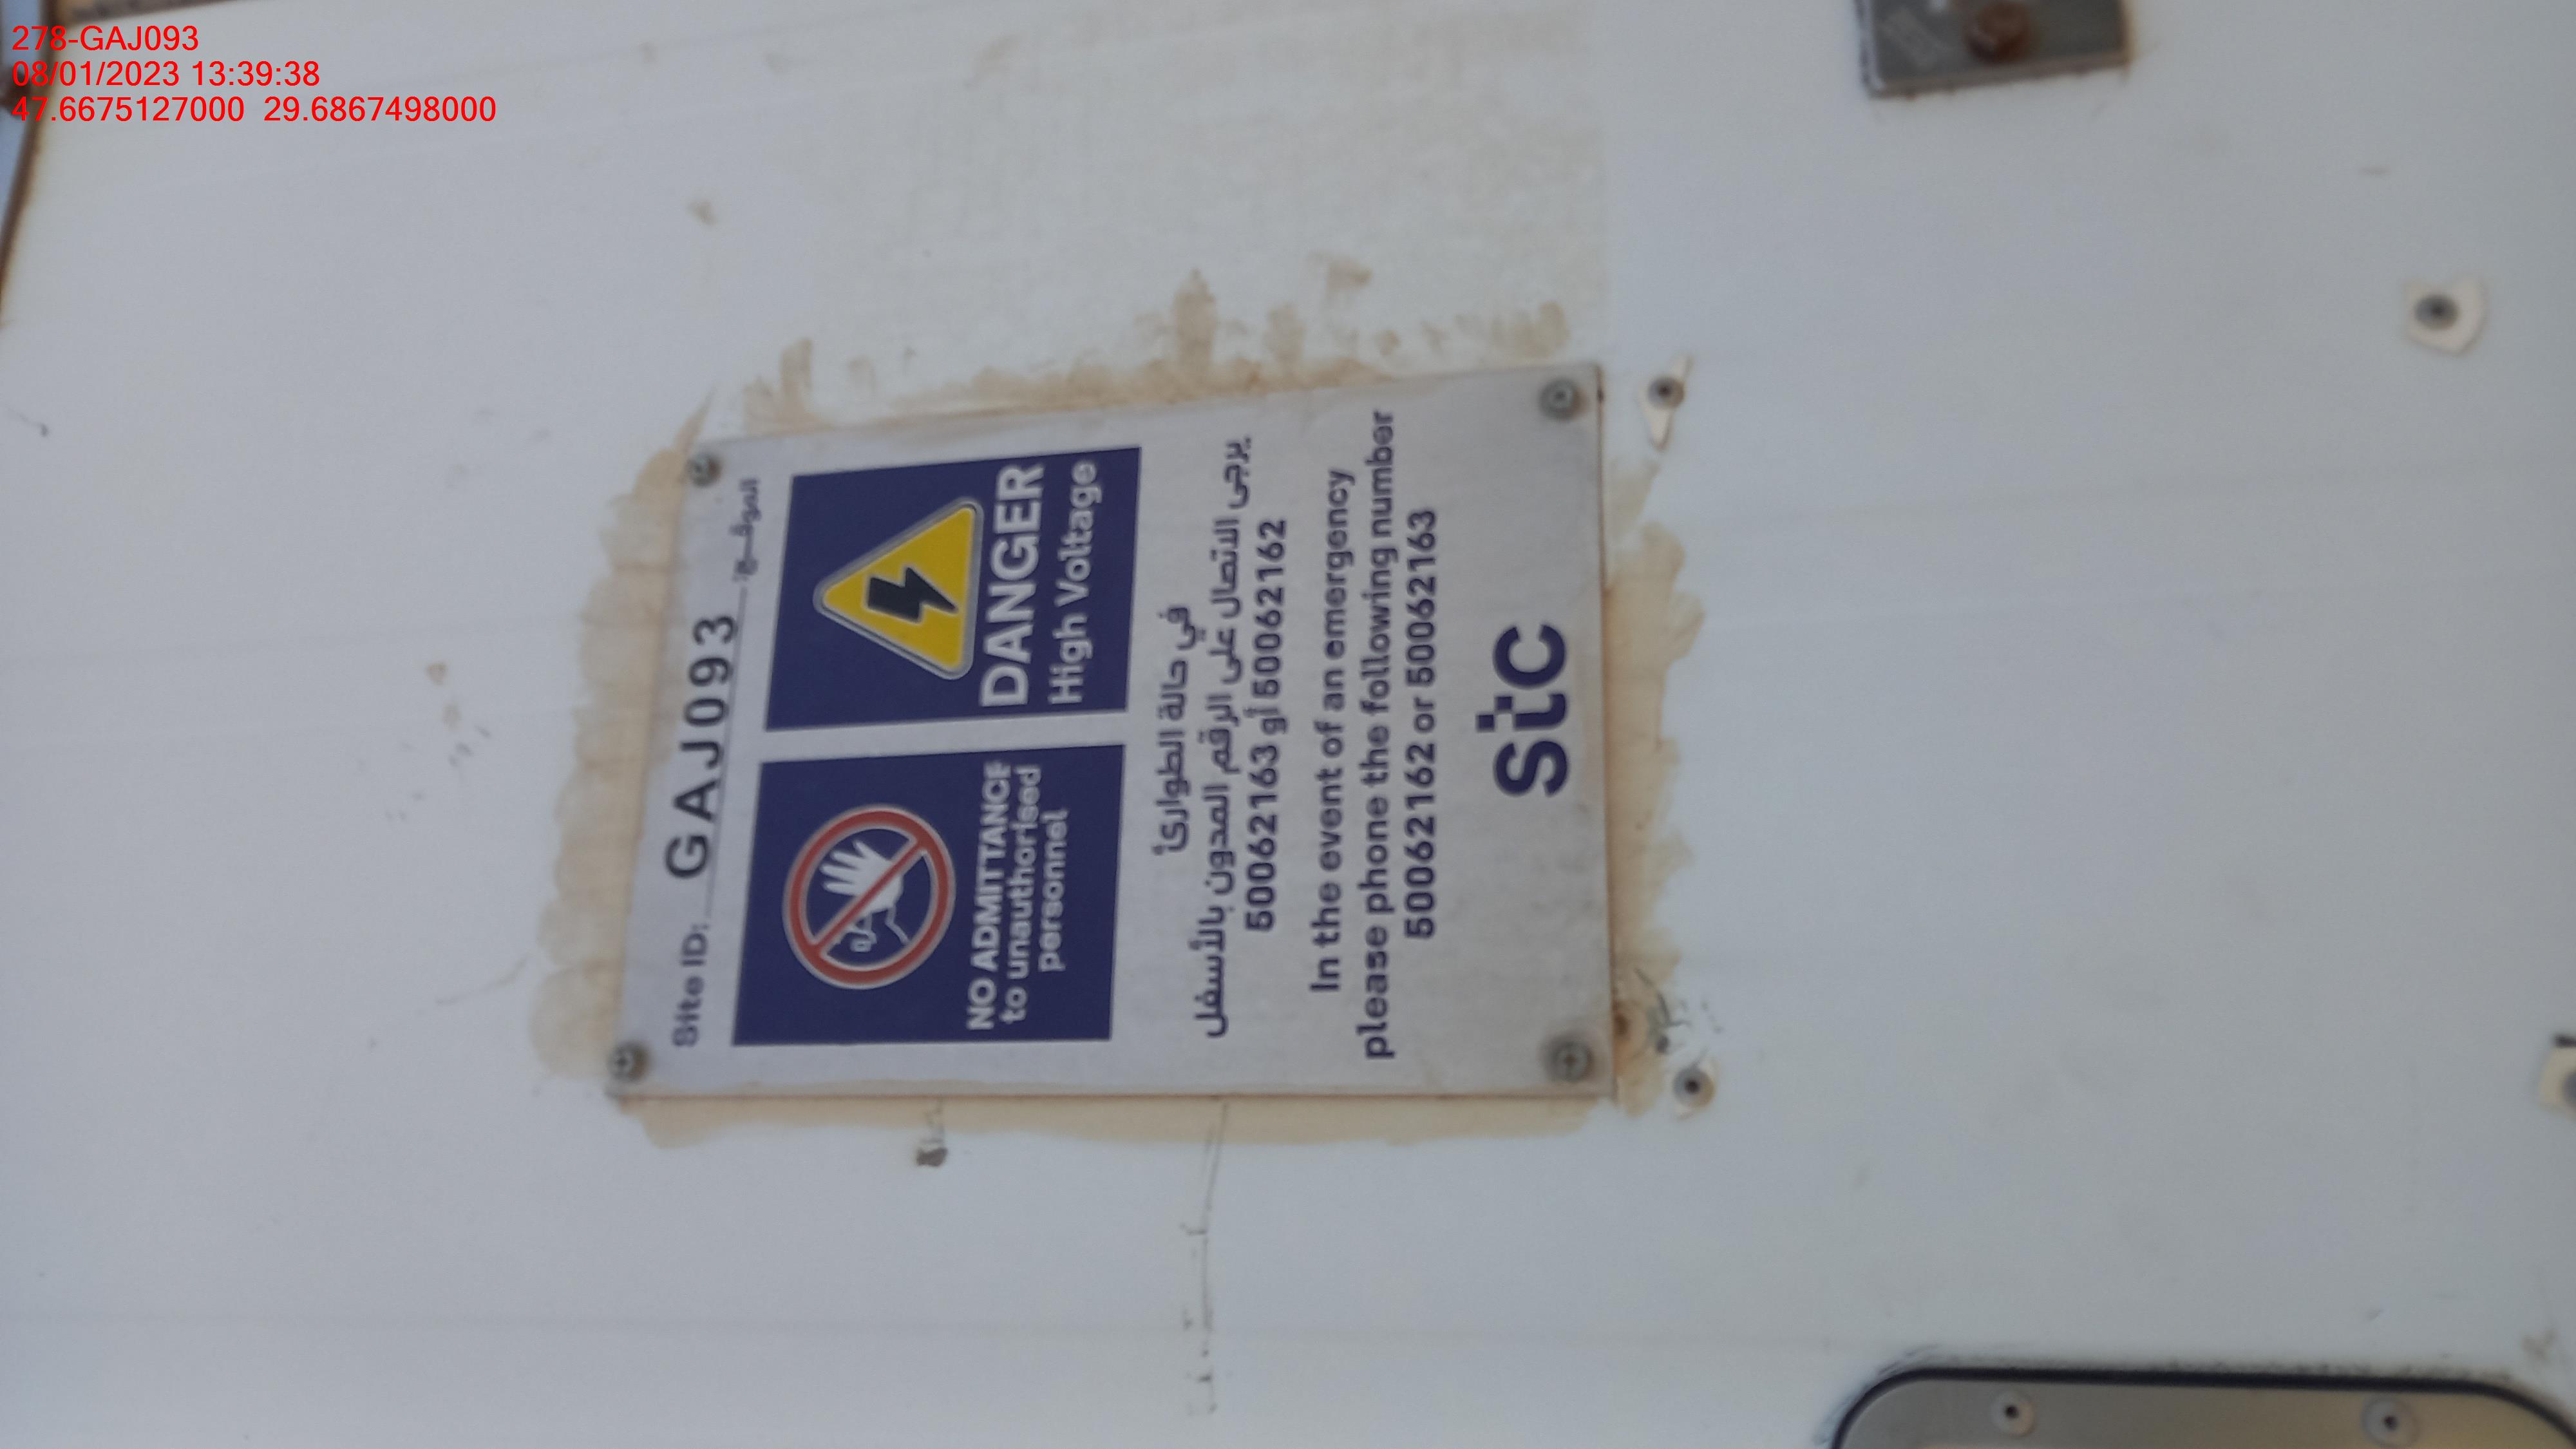 278-GAJ093
08/01/2023 13:39:38
47.6675127000 29.6867498000
Site ID: GAJ093 الموقـــع:
NO ADMITTANCE
to unauthorised
personnel
DANGER
High Voltage
في حالة الطوارئ
يرجى الاتصال على الرقم المدون بالأسفل
50062162 أو 50062163
In the event of an emergency
please phone the following number
50062162 or 50062163
stc